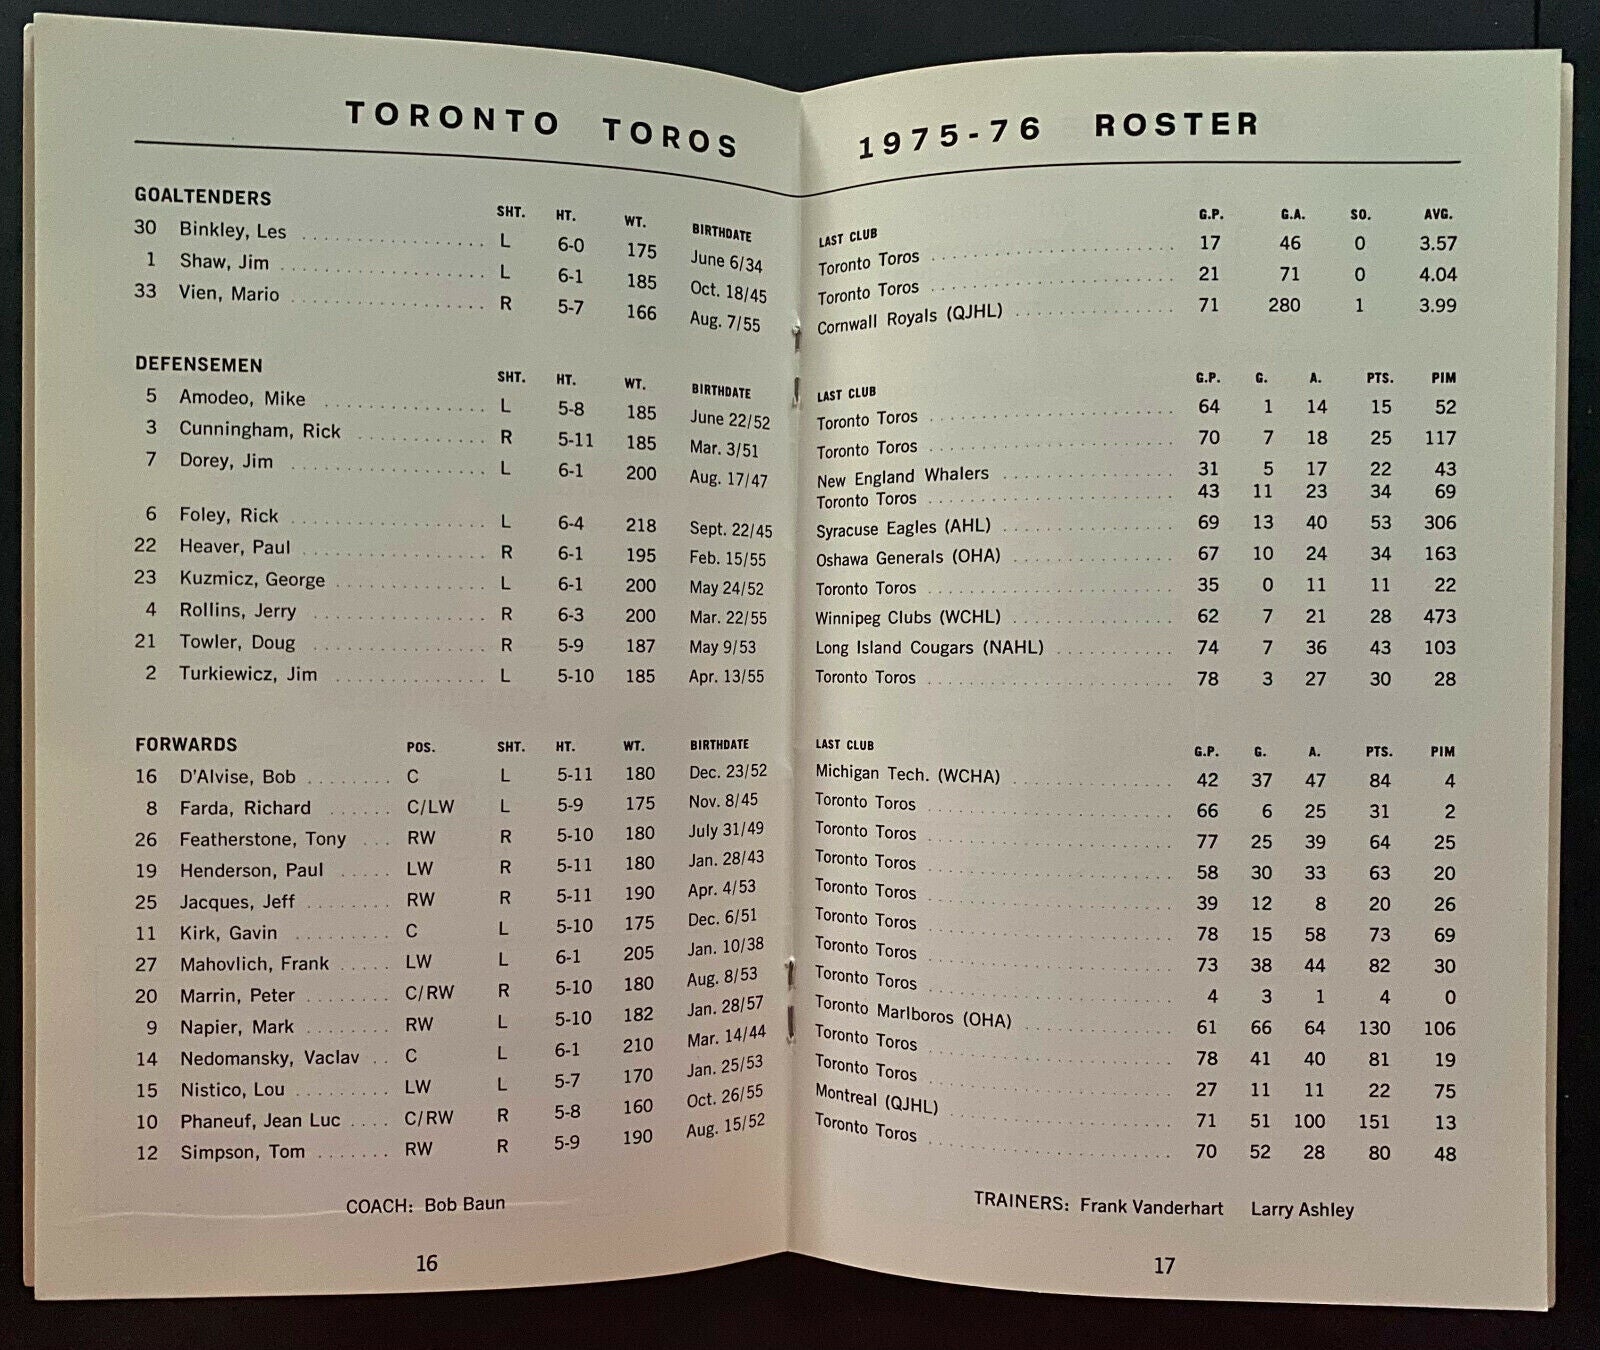 TORONTO TOROS 1975-76 ROSTER
GOALTENDERS SHT. HT. WT. BIRTHDATE LAST CLUB G.P. G.A. SO. AVG.
30 Binkley, Les L 6-0 175 June 6/34 Toronto Toros 17 46 0 3.57
1 Shaw, Jim L 6-1 185 Oct. 18/45 Toronto Toros 21 71 0 4.04
33 Vien, Mario R 5-7 166 Aug. 7/55 Cornwall Royals (QJHL) 71 280 1 3.99
DEFENSEMEN SHT. HT. WT. BIRTHDATE LAST CLUB G.P. G. A. PTS. PIM
5 Amodeo, Mike L 5-8 185 June 22/52 Toronto Toros 64 1 14 15 52
3 Cunningham, Rick R 5-11 185 Mar. 3/51 Toronto Toros 70 7 18 25 117
7 Dorey, Jim L 6-1 200 Aug. 17/47 New England Whalers 31 5 17 22 43
Toronto Toros 43 11 23 34 69
6 Foley, Rick L 6-4 218 Sept. 22/45 Syracuse Eagles (AHL) 69 13 40 53 306
22 Heaver, Paul R 6-1 195 Feb. 15/55 Oshawa Generals (OHA) 67 10 24 34 163
23 Kuzmicz, George L 6-1 200 May 24/52 Toronto Toros 35 0 11 11 22
4 Rollins, Jerry R 6-3 200 Mar. 22/55 Winnipeg Clubs (WCHL) 62 7 21 28 473
21 Towler, Doug R 5-9 187 May 9/53 Long Island Cougars (NAHL) 74 7 36 43 103
2 Turkiewicz, Jim L 5-10 185 Apr. 13/55 Toronto Toros 78 3 27 30 28
FORWARDS POS. SHT. HT. WT. BIRTHDATE LAST CLUB G.P. G. A. PTS. PIM
16 D'Alvise, Bob C L 5-11 180 Dec. 23/52 Michigan Tech. (WCHA) 42 37 47 84 4
8 Farda, Richard C/LW L 5-9 175 Nov. 8/45 Toronto Toros 66 6 25 31 2
26 Featherstone, Tony RW R 5-10 180 July 31/49 Toronto Toros 77 25 39 64 25
19 Henderson, Paul LW R 5-11 180 Jan. 28/43 Toronto Toros 58 30 33 63 20
25 Jacques, Jeff RW R 5-11 190 Apr. 4/53 Toronto Toros 39 12 8 20 26
11 Kirk, Gavin C L 5-10 175 Dec. 6/51 Toronto Toros 78 15 58 73 69
27 Mahovlich, Frank LW L 6-1 205 Jan. 10/38 Toronto Toros 73 38 44 82 30
20 Marrin, Peter C/RW R 5-10 180 Aug. 8/53 Toronto Toros 4 3 1 4 0
9 Napier, Mark RW L 5-10 182 Jan. 28/57 Toronto Marlboros (OHA) 61 66 64 130 106
14 Nedomansky, Vaclav C L 6-1 210 Mar. 14/44 Toronto Toros 78 41 40 81 19
15 Nistico, Lou LW L 5-7 170 Jan. 25/53 Toronto Toros 27 11 11 22 75
10 Phaneuf, Jean Luc C/RW R 5-8 160 Oct. 26/55 Montreal (QJHL) 71 51 100 151 13
12 Simpson, Tom RW R 5-9 190 Aug. 15/52 Toronto Toros 70 52 28 80 48
COACH: Bob Baun TRAINERS: Frank Vanderhart Larry Ashley
16 17